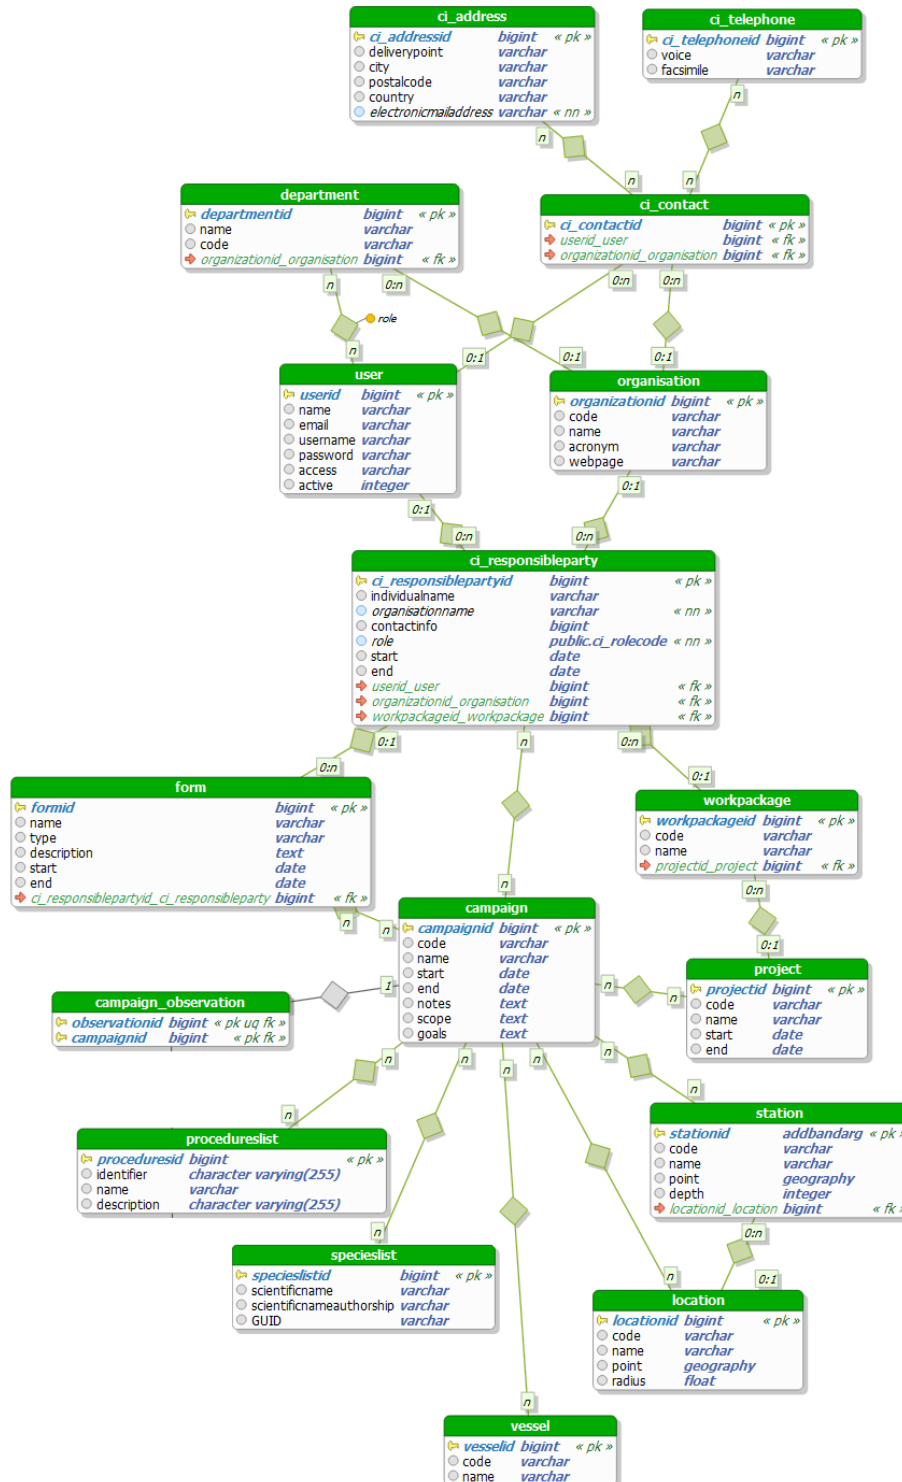 ci_address
ci_addressid bigint « pk »
deliverypoint varchar
city varchar
postalcode varchar
country varchar
electronicmailaddress varchar « nn »
ci_telephone
ci_telephoneid bigint « pk »
voice varchar
facsimile varchar
n
n
n
n
department
departmentid bigint « pk »
name varchar
code varchar
organizationid_organisation bigint « fk »
ci_contact
ci_contactid bigint « pk »
userid_user bigint « fk »
organizationid_organisation bigint « fk »
n
0:n
0:n
0:n
role
n
0:1
0:1
user
userid bigint « pk »
name varchar
email varchar
username varchar
password varchar
access varchar
active integer
organisation
organizationid bigint « pk »
code varchar
name varchar
acronym varchar
webpage varchar
0:1
0:1
0:n
0:n
ci_responsibleparty
ci_responsiblepartyid bigint « pk »
individualname varchar
organisationname varchar « nn »
contactinfo bigint
role public.ci_rolecode « nn »
start date
end date
userid_user bigint « fk »
organizationid_organisation bigint « fk »
workpackageid_workpackage bigint « fk »
0:1
n
0:n
0:n
0:1
form
formid bigint « pk »
name varchar
type varchar
description text
start date
end date
ci_responsiblepartyid_ci_responsibleparty bigint « fk »
workpackage
workpackageid bigint « pk »
code varchar
name varchar
projectid_project bigint « fk »
n
n
n
0:n
0:1
campaign
campaignid bigint « pk »
code varchar
name varchar
start date
end date
notes text
scope text
goals text
project
projectid bigint « pk »
code varchar
name varchar
start date
end date
1
n
n
campaign_observation
observationid bigint « pk uq fk »
campaignid bigint « pk fk »
n
n
n
n
n
n
n
procedureslist
proceduresid bigint « pk »
identifier character varying(255)
name varchar
description character varying(255)
station
stationid addbandarg « pk »
code varchar
name varchar
point geography
depth integer
locationid_location bigint « fk »
n
0:n
n
0:1
specieslist
specieslistid bigint « pk »
scientificname varchar
scientificnameauthorship varchar
GUID varchar
location
locationid bigint « pk »
code varchar
name varchar
point geography
radius float
n
vessel
vesselid bigint « pk »
code varchar
name varchar